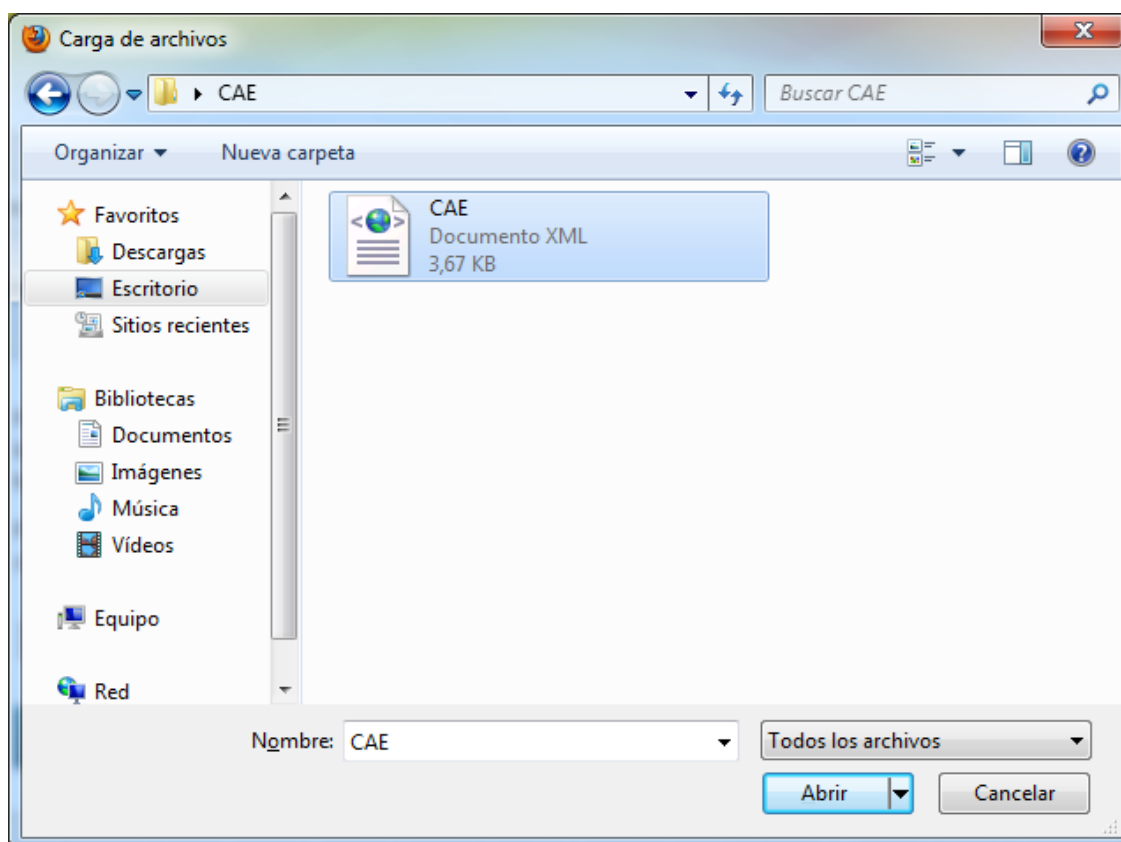 Carga de archivos
CAE
Buscar CAE
Organizar
Nueva carpeta
Favoritos
Descargas
Escritorio
Sitios recientes
Bibliotecas
Documentos
Imágenes
Música
Vídeos
Equipo
Red
CAE
Documento XML
3,67 KB
Nombre: CAE
Todos los archivos
Abrir
Cancelar